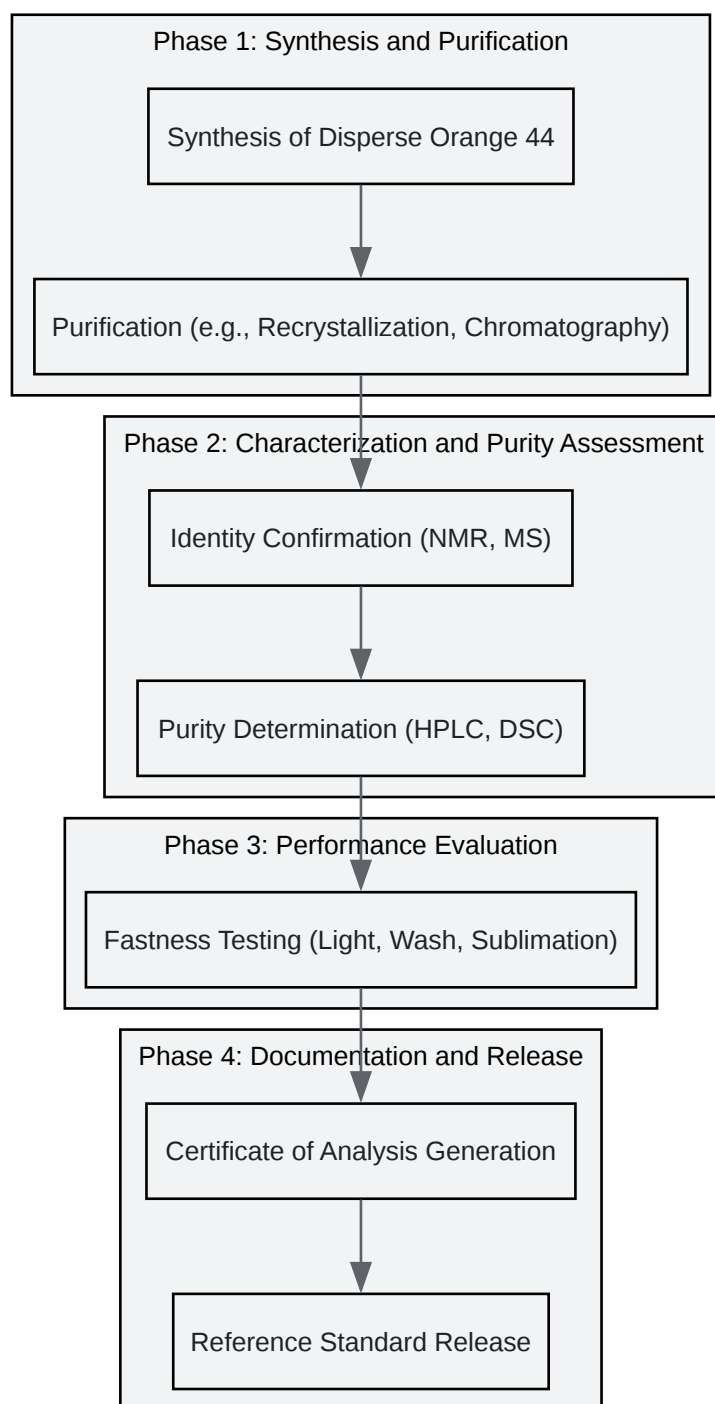 Phase 1: Synthesis and Purification
Synthesis of Disperse Orange 44
Purification (e.g., Recrystallization, Chromatography)
Phase 2: Characterization and Purity Assessment
Identity Confirmation (NMR, MS)
Purity Determination (HPLC, DSC)
Phase 3: Performance Evaluation
Fastness Testing (Light, Wash, Sublimation)
Phase 4: Documentation and Release
Certificate of Analysis Generation
Reference Standard Release